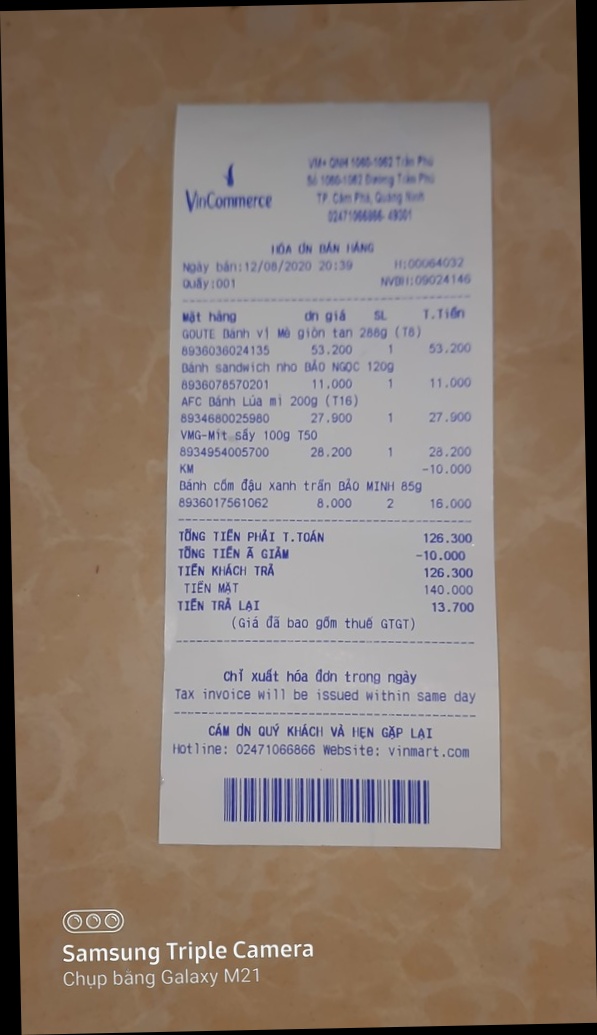 VinCommerce
VM+ QNH 1060-1062 Trần Phú
Số 1060-1062 Đường Trần Phú
TP. Cẩm Phả, Quảng Ninh
02471066866- 49001
HÓA ƠN BÁN HÀNG
Ngày bán:12/08/2020 20:39 H:00064032
Quầy:001 NVBH:09024146
Mặt hàng ơn giá SL T.Tiền
GOUTE Bánh vị Mè giòn tan 288g (T8)
8936036024135 53.200 1 53.200
Bánh sandwich nho BẢO NGỌC 120g
8936078570201 11.000 1 11.000
AFC Bánh Lúa mì 200g (T16)
8934680025980 27.900 1 27.900
VMG-Mít sấy 100g T50
8934954005700 28.200 1 28.200
KM -10.000
Bánh cốm đậu xanh trần BẢO MINH 85g
8936017561062 8.000 2 16.000
TỔNG TIỀN PHẢI T.TOÁN 126.300
TỔNG TIỀN Ã GIẢM -10.000
TIỀN KHÁCH TRẢ 126.300
TIỀN MẶT 140.000
TIỀN TRẢ LẠI 13.700
(Giá đã bao gồm thuế GTGT)
Chỉ xuất hóa đơn trong ngày
Tax invoice will be issued within same day
CẢM ƠN QUÝ KHÁCH VÀ HẸN GẶP LẠI
Hotline: 02471066866 Website: vinmart.com
Samsung Triple Camera
Chụp bằng Galaxy M21